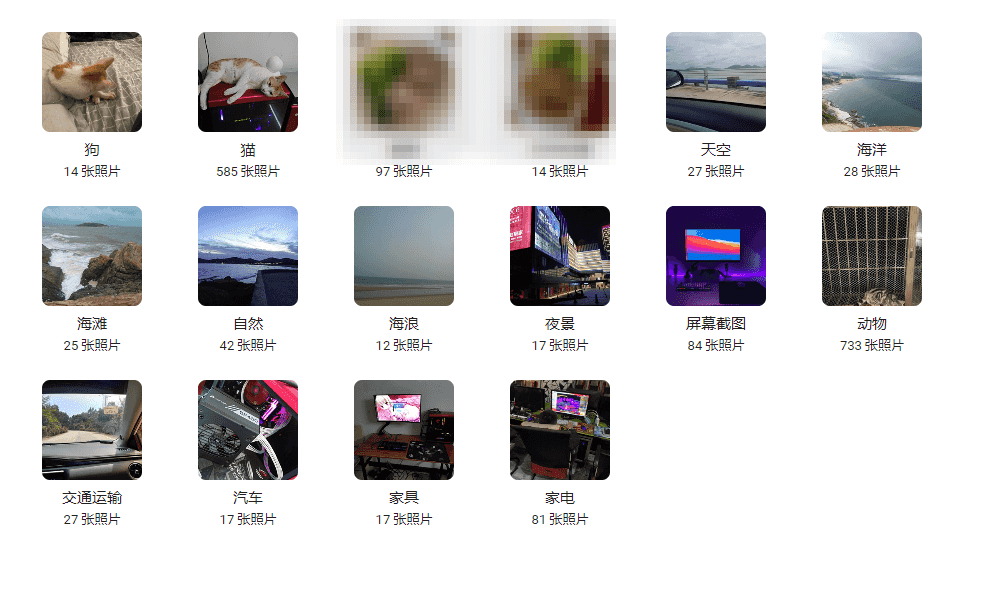 狗
14 张照片
猫
585 张照片
97 张照片
14 张照片
天空
27 张照片
海洋
28 张照片
海滩
25 张照片
自然
42 张照片
海浪
12 张照片
夜景
17 张照片
屏幕截图
84 张照片
动物
733 张照片
交通运输
27 张照片
汽车
17 张照片
家具
17 张照片
家电
81 张照片